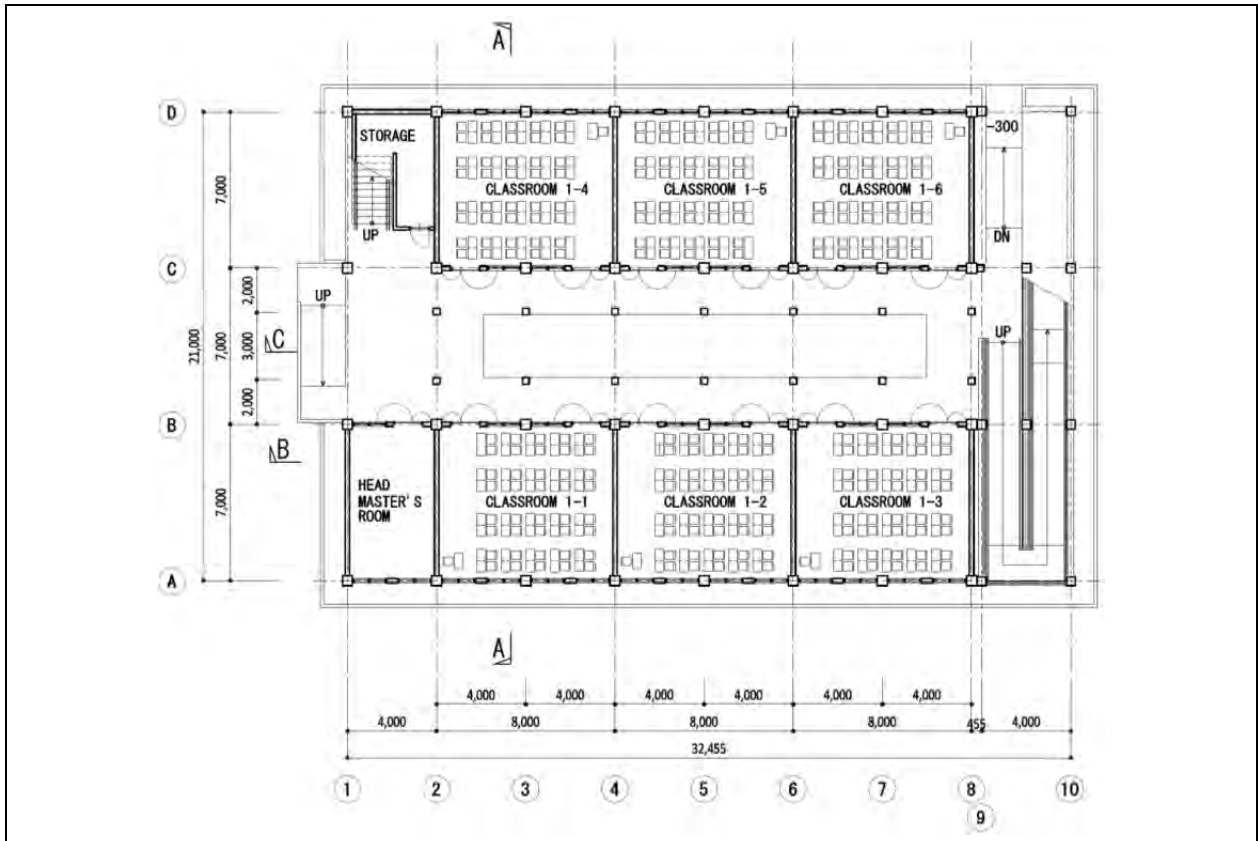 A
D
-300
STORAGE
7,000
CLASSROOM 1-4
CLASSROOM 1-5
CLASSROOM 1-6
UP
DN
C
2,000
UP
21,000
7,000
3,000
C
UP
2,000
B
B
HEAD
MASTER'S
ROOM
7,000
CLASSROOM 1-1
CLASSROOM 1-2
CLASSROOM 1-3
A
A
4,000 4,000 4,000 4,000 4,000 4,000
4,000 8,000 8,000 8,000 455 4,000
32,455
1 2 3 4 5 6 7 8 10
9